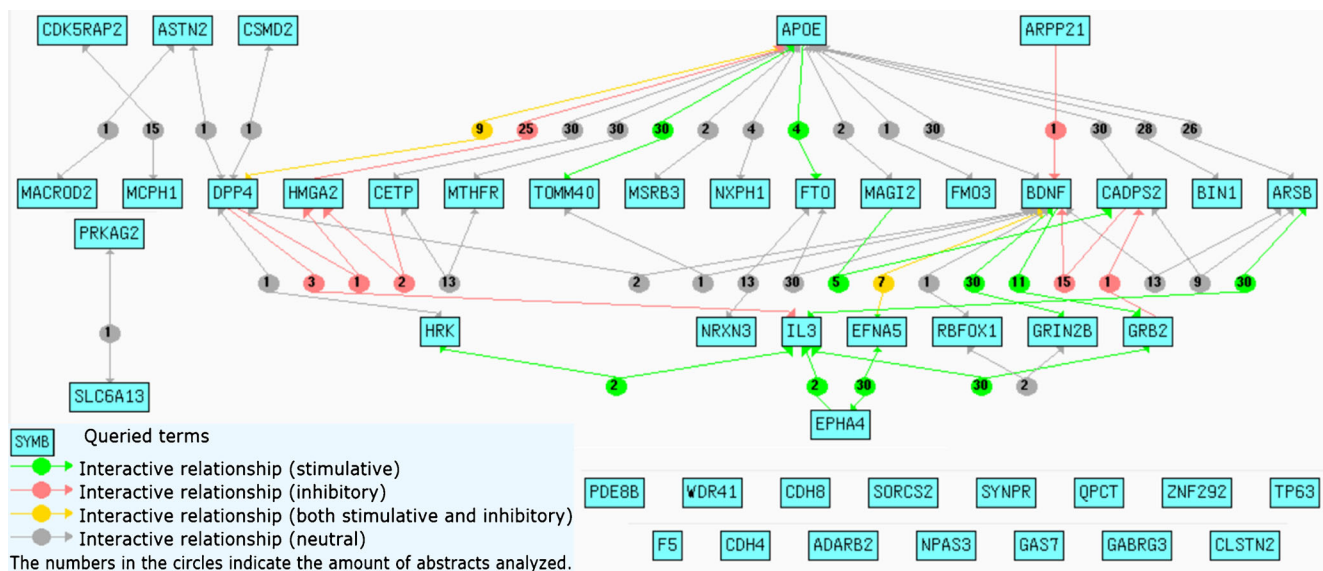 CDK5RAP2 ASTN2 CSMD2 APOE ARPP21
9 25 30 30 30 2 4 4 2 1 30 1 30 28 26
1 15 1 1
MACROD2 MCPH1 DPP4 HMGA2 CETP MTHFR TOMM40 MSRB3 NXPH1 FTO MAGI2 FMO3 BDNF CADPS2 BIN1 ARSB
PRKAG2
1 3 1 2 13 2 1 13 30 5 7 1 30 11 15 1 13 9 30
1
HRK NRXN3 IL3 EFNA5 RBFOX1 GRIN2B GRB2
2 2 30 30 2
SLC6A13
EPHA4
SYMB Queried terms
Interactive relationship (stimulative)
Interactive relationship (inhibitory)
Interactive relationship (both stimulative and inhibitory)
Interactive relationship (neutral)
The numbers in the circles indicate the amount of abstracts analyzed.
PDE8B WDR41 CDH8 SORCS2 SYNPR QPCT ZNF292 TP63
F5 CDH4 ADARB2 NPAS3 GAS7 GABRG3 CLSTN2